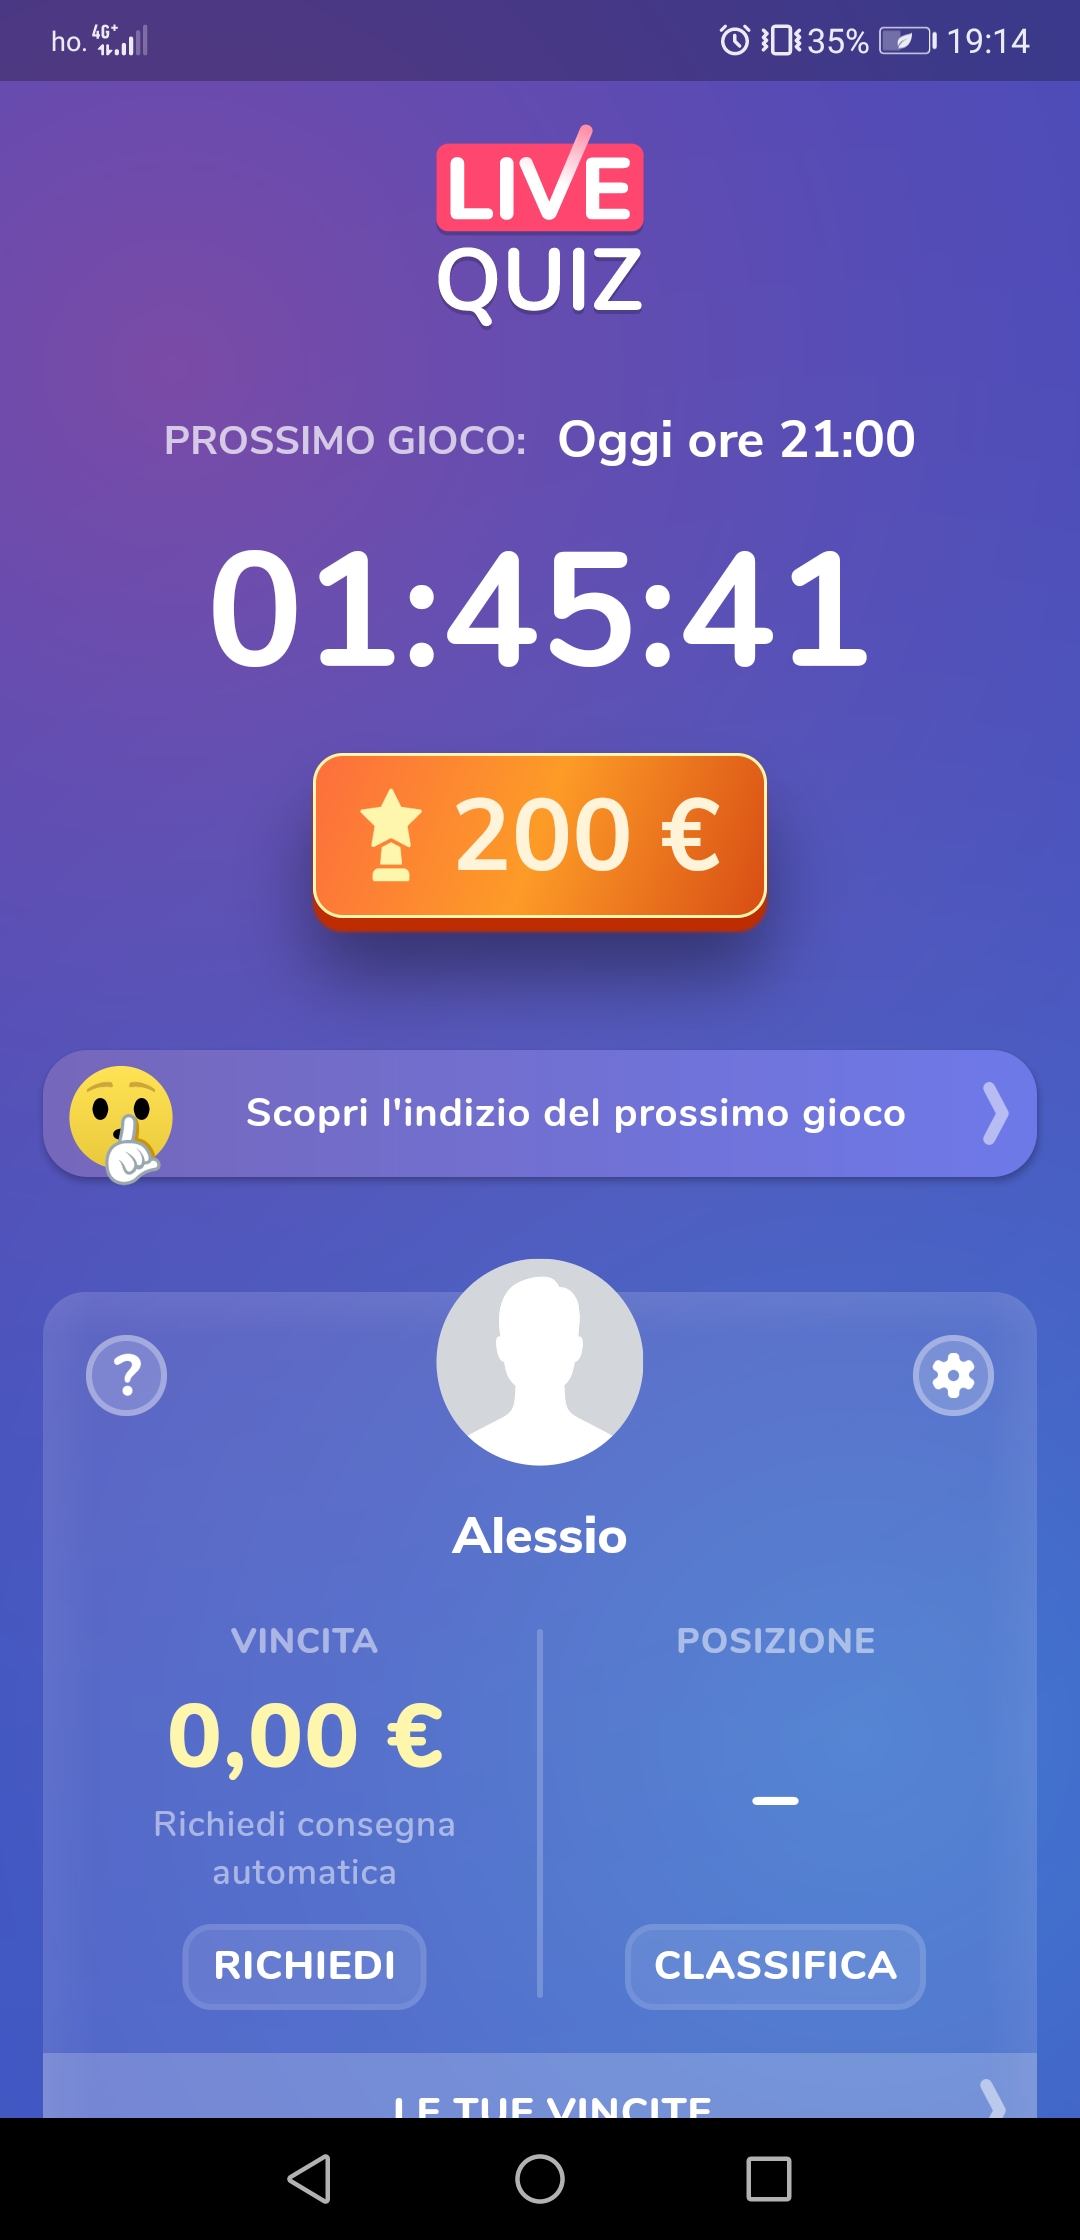 ho. 4G+ 35% 19:14
LIVE
QUIZ
PROSSIMO GIOCO: Oggi ore 21:00
01:45:41
200 €
Scopri l'indizio del prossimo gioco
?
Alessio
VINCITA POSIZIONE
0,00 € –
Richiedi consegna
automatica
RICHIEDI CLASSIFICA
LE TUE VINCITE